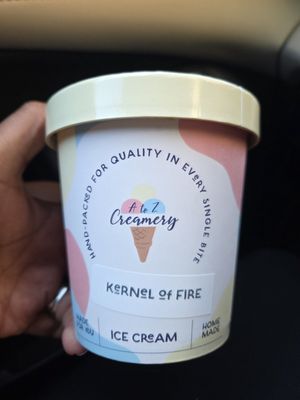 HAND-PACKED FOR QUALITY IN EVERY SINGLE BITE
A to Z
Creamery
KERNEL OF FIRE
MADE
FOR YOU
ICE CREAM
HOME
MADE